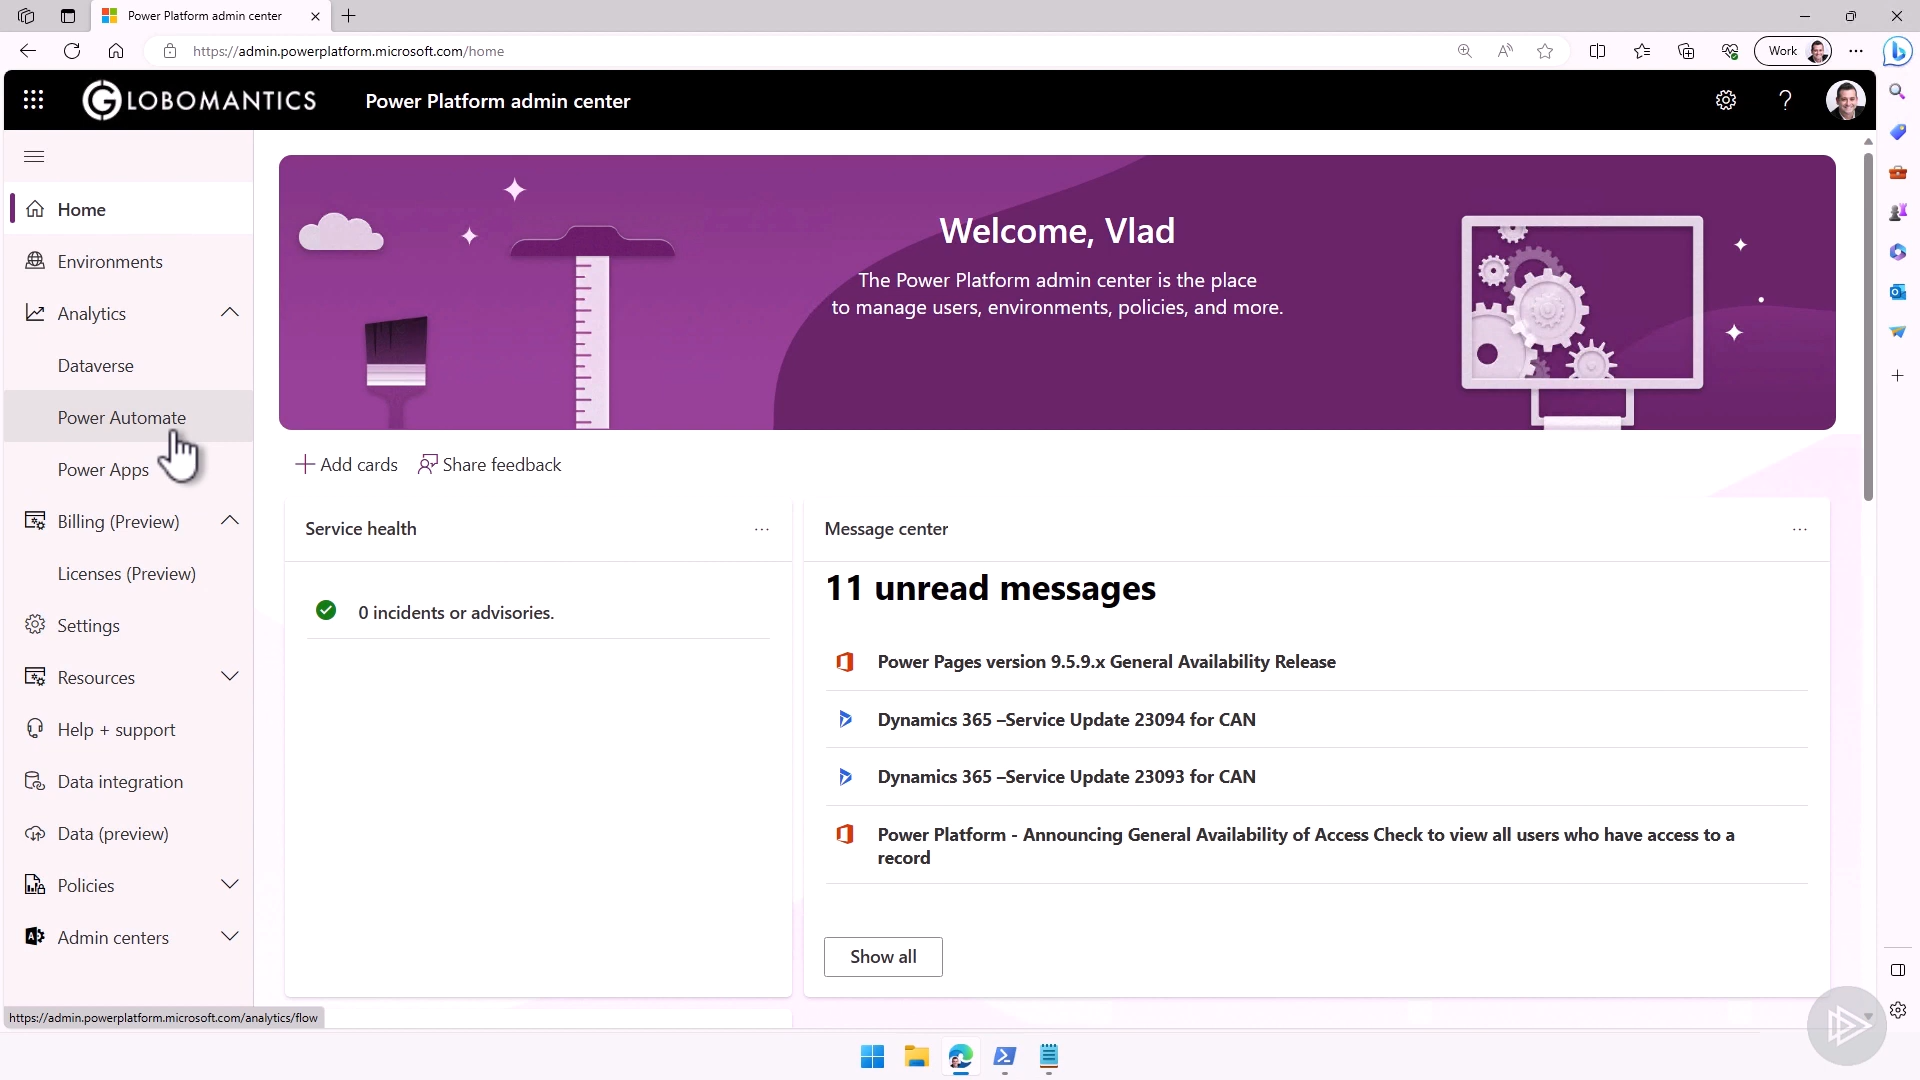 Power Platform admin center
https://admin.powerplatform.microsoft.com/home
Work
GLOBOMANTICS
Power Platform admin center
Home
Environments
Analytics
Dataverse
Power Automate
Power Apps
Billing (Preview)
Licenses (Preview)
Settings
Resources
Help + support
Data integration
Data (preview)
Policies
Admin centers
Welcome, Vlad
The Power Platform admin center is the place
to manage users, environments, policies, and more.
Add cards
Share feedback
Service health
0 incidents or advisories.
Message center
11 unread messages
Power Pages version 9.5.9.x General Availability Release
Dynamics 365 –Service Update 23094 for CAN
Dynamics 365 –Service Update 23093 for CAN
Power Platform - Announcing General Availability of Access Check to view all users who have access to a
record
Show all
https://admin.powerplatform.microsoft.com/analytics/flow